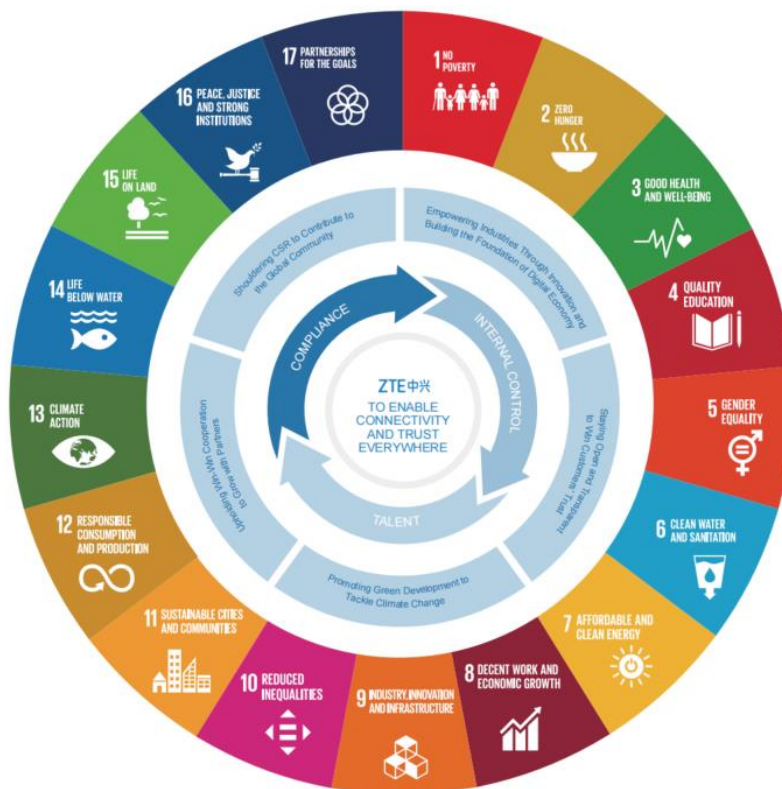 1 NO
POVERTY
2 ZERO
HUNGER
3 GOOD HEALTH
AND WELL-BEING
4 QUALITY
EDUCATION
5 GENDER
EQUALITY
6 CLEAN WATER
AND SANITATION
7 AFFORDABLE AND
CLEAN ENERGY
8 DECENT WORK AND
ECONOMIC GROWTH
9 INDUSTRY, INNOVATION
AND INFRASTRUCTURE
10 REDUCED
INEQUALITIES
11 SUSTAINABLE CITIES
AND COMMUNITIES
12 RESPONSIBLE
CONSUMPTION
AND PRODUCTION
13 CLIMATE
ACTION
14 LIFE
BELOW WATER
15 LIFE
ON LAND
16 PEACE, JUSTICE
AND STRONG
INSTITUTIONS
17 PARTNERSHIPS
FOR THE GOALS
Shouldering CSR to Contribute to
the Global Community
Empowering Industries Through Innovation and
Building the Foundation of Digital Economy
Staying Open and Transparent
to Win Customers' Trust
Promoting Green Development to
Tackle Climate Change
Upholding Win-Win Cooperation
to Grow with Partners
COMPLIANCE
INTERNAL CONTROL
TALENT
ZTE中兴
TO ENABLE
CONNECTIVITY
AND TRUST
EVERYWHERE